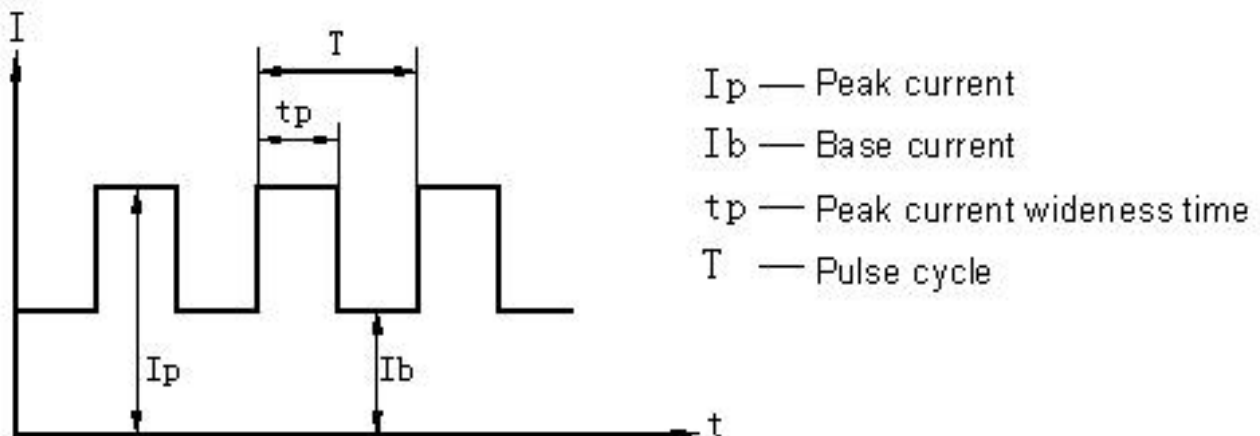 I
T
tp
Ip
Ib
t
Ip — Peak current
Ib — Base current
tp — Peak current wideness time
T — Pulse cycle